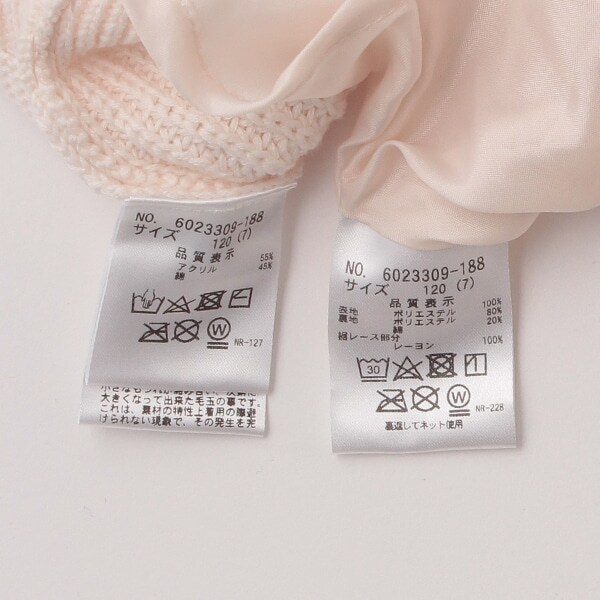 NO. 6023309-188
サイズ 120 (7)
品質表示
アクリル 55%
綿 45%
NR-127
大きくなって出来た毛玉の事です。
これは、素材の特性上着用の際避
けられない現象で、その発生を完
NO. 6023309-188
サイズ 120 (7)
品質表示
表地 ポリエステル 100%
裏地 ポリエステル 80%
綿 20%
裾レース部分
レーヨン 100%
30
NR-228
裏返してネット使用